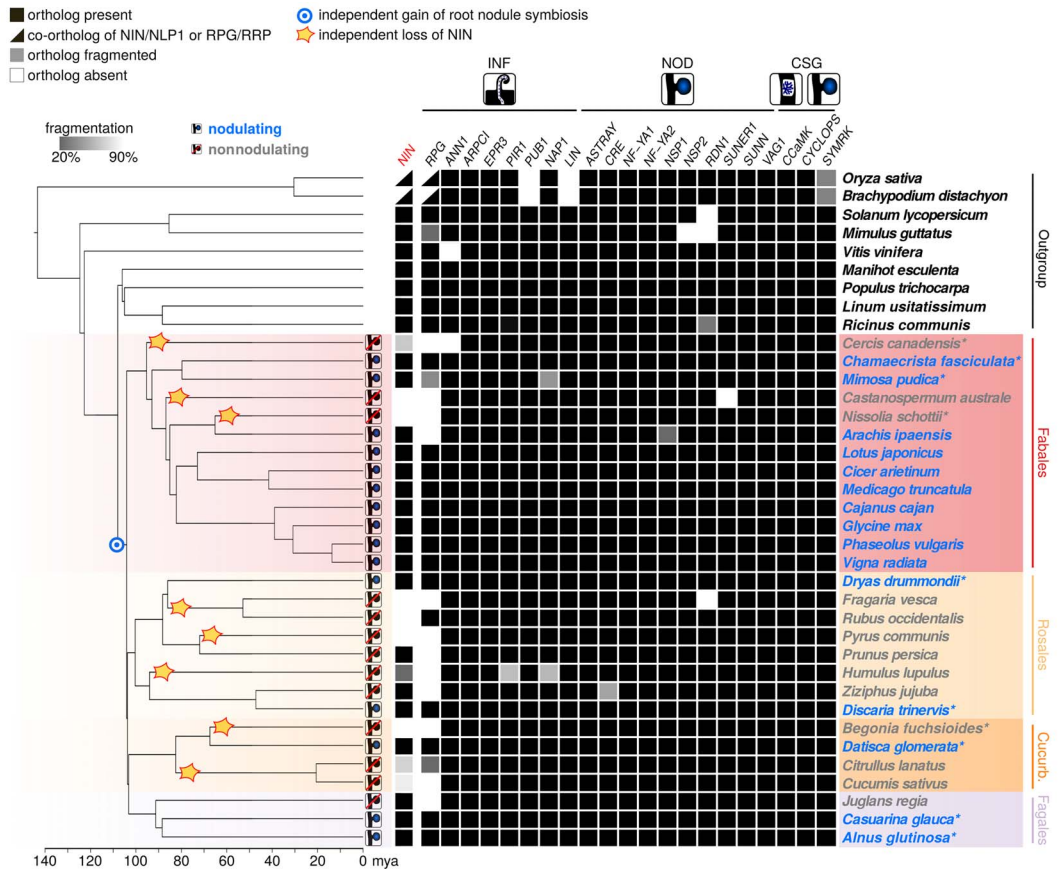 ortholog present
co-ortholog of NIN/NLP1 or RPG/RRP
ortholog fragmented
ortholog absent
independent gain of root nodule symbiosis
independent loss of NIN
fragmentation
20% 90%
nodulating
nonnodulating
INF NOD CSG
NIN RPG ANN1 ARPCI EPR3 PIR1 PUB1 NAP1 LIN ASTRAY CRE NF-YA1 NF-YA2 NSP1 NSP2 RDN1 SUNER1 SUNN VAG1 CCaMK CYCLOPS SYMRK
Oryza sativa
Brachypodium distachyon
Solanum lycopersicum
Mimulus guttatus
Vitis vinifera
Manihot esculenta
Populus trichocarpa
Linum usitatissimum
Ricinus communis
Outgroup
Cercis canadensis*
Chamaecrista fasciculata*
Mimosa pudica*
Castanospermum australe
Nissolia schottii*
Arachis ipaensis
Lotus japonicus
Cicer arietinum
Medicago truncatula
Cajanus cajan
Glycine max
Phaseolus vulgaris
Vigna radiata
Fabales
Dryas drummondii*
Fragaria vesca
Rubus occidentalis
Pyrus communis
Prunus persica
Humulus lupulus
Ziziphus jujuba
Discaria trinervis*
Rosales
Begonia fuchsioides*
Datisca glomerata*
Citrullus lanatus
Cucumis sativus
Cucurb.
Juglans regia
Casuarina glauca*
Alnus glutinosa*
Fagales
140 120 100 80 60 40 20 0 mya